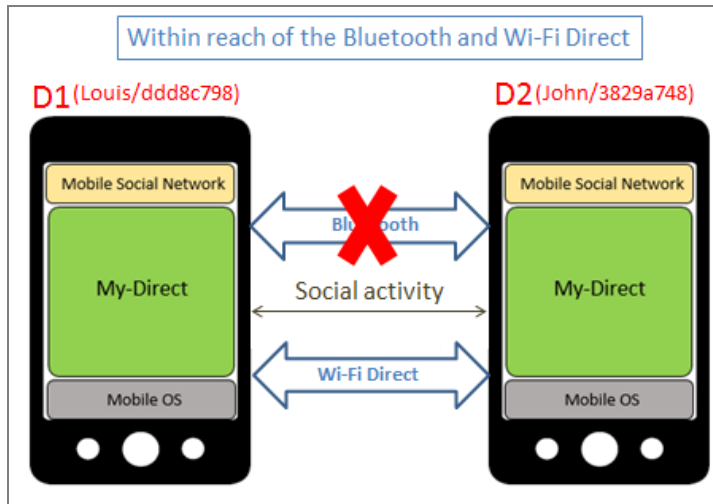 Within reach of the Bluetooth and Wi-Fi Direct
D1(Louis/ddd8c798)
D2(John/3829a748)
Mobile Social Network
Mobile Social Network
Bluetooth
My-Direct
Social activity
My-Direct
Wi-Fi Direct
Mobile OS
Mobile OS